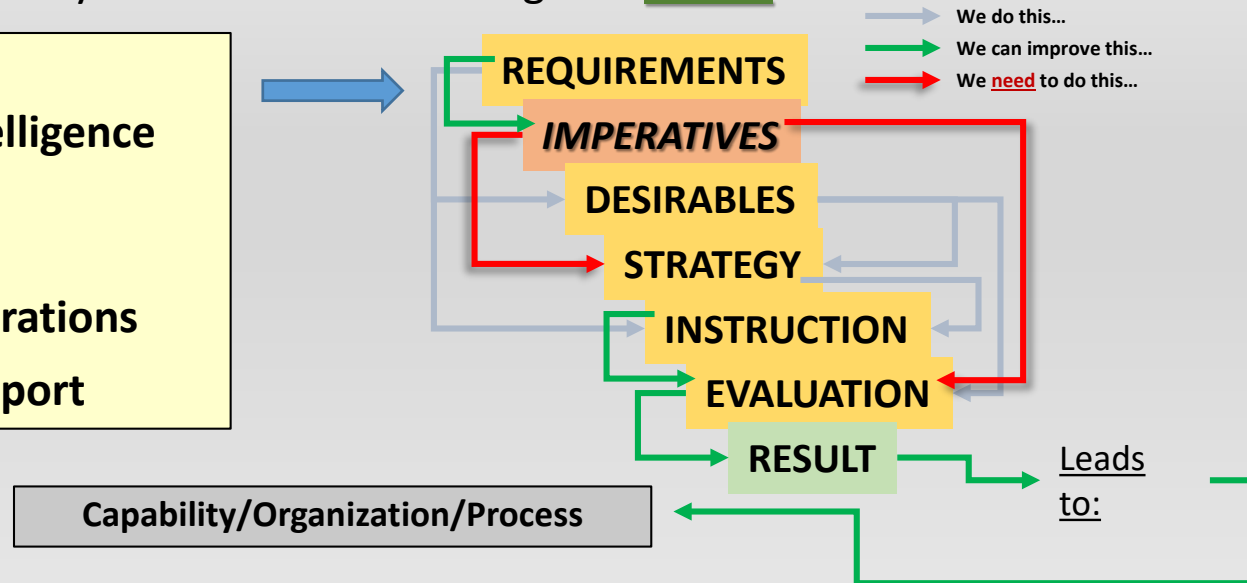 We do this...
We can improve this...
We need to do this...
elligence
rations
port
REQUIREMENTS
IMPERATIVES
DESIRABLES
STRATEGY
INSTRUCTION
EVALUATION
RESULT
Leads
to:
Capability/Organization/Process